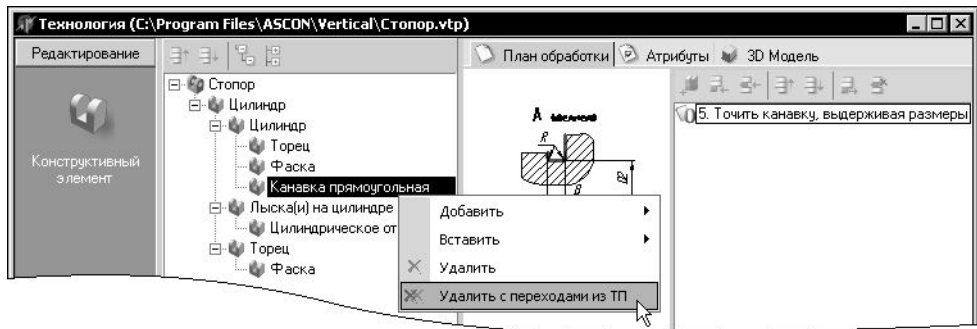 Технология (C:\Program Files\ASCON\Vertical\Стопор.vtp)
Редактирование
Конструктивный
элемент
Стопор
Цилиндр
Цилиндр
Торец
Фаска
Канавка прямоугольная
Лыска(и) на цилиндре
Цилиндрическое от
Торец
Фаска
План обработки
Атрибуты
3D Модель
А
R
B
5. Точить канавку, выдерживая размеры
Добавить
Вставить
Удалить
Удалить с переходами из ТП